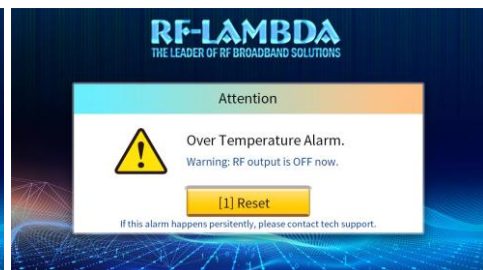 RF-LAMBDA
THE LEADER OF RF BROADBAND SOLUTIONS
Attention
Over Temperature Alarm.
Warning: RF output is OFF now.
[1] Reset
If this alarm happens persitently, please contact tech support.